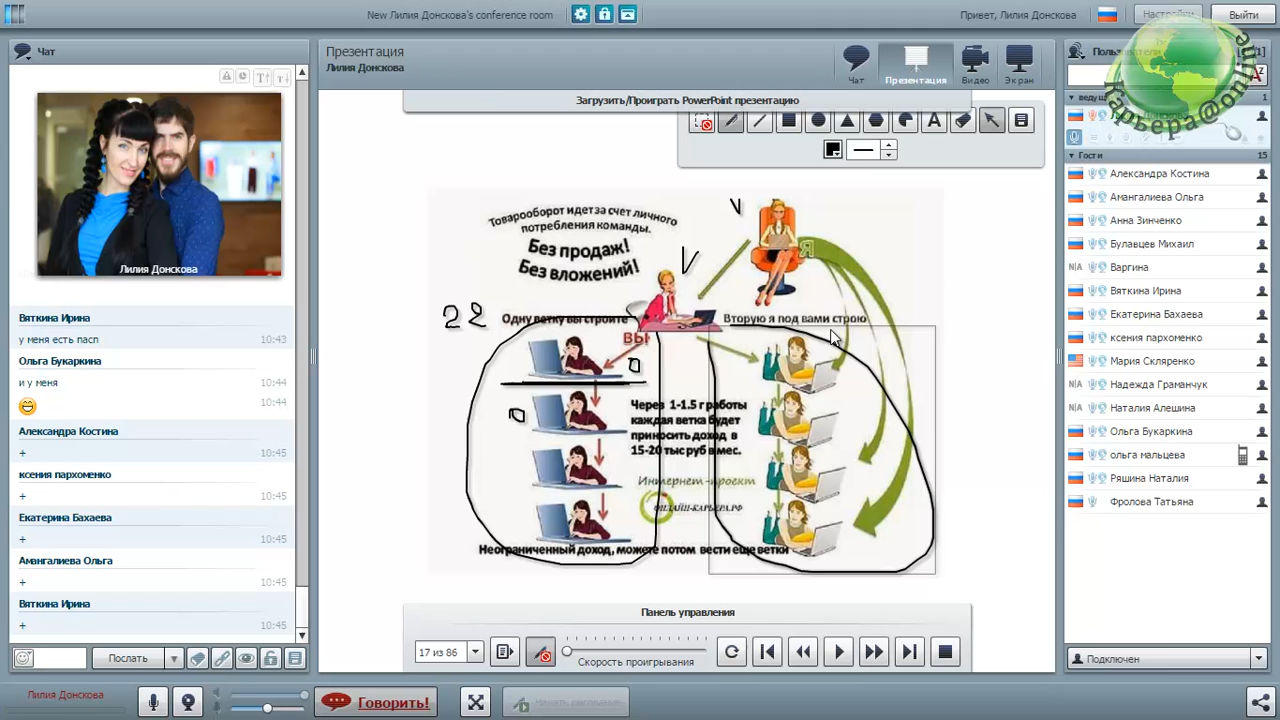 New Лилия Донскова's conference room
Привет, Лилия Донскова
Настройки
Выйти
Чат
Лилия Донскова
Вяткина Ирина
у меня есть пасп
10:43
Ольга Букаркина
10:44
и у меня
10:44
Александра Костина
+
10:45
ксения пархоменко
+
10:45
Екатерина Бахаева
+
10:45
Амангалиева Ольга
+
10:45
Вяткина Ирина
+
10:45
Послать
Презентация
Лилия Донскова
Чат
Презентация
Видео
Экран
Загрузить/Проиграть PowerPoint презентацию
Товарооборот идет за счет личного
потребления команды.
Без продаж!
Без вложений!
Я
22
Одну ветку вы строите
Вторую я под вами строю
ВЫ
Через 1-1.5 г работы
каждая ветка будет
приносить доход в
15-20 тыс руб в мес.
Интернет-проект
ОНЛАЙН-КАРЬЕРА.РФ
Неограниченный доход, можете потом вести еще ветки
Панель управления
17 из 86
Скорость проигрывания
Карьера@online
Гости
15
Александра Костина
Амангалиева Ольга
Анна Зинченко
Булавцев Михаил
N/A Варгина
Вяткина Ирина
Екатерина Бахаева
ксения пархоменко
Мария Скляренко
N/A Надежда Граманчук
N/A Наталия Алешина
Ольга Букаркина
ольга мальцева
Ряшина Наталия
Фролова Татьяна
Подключен
Лилия Донскова
Говорить!
Начать рисование